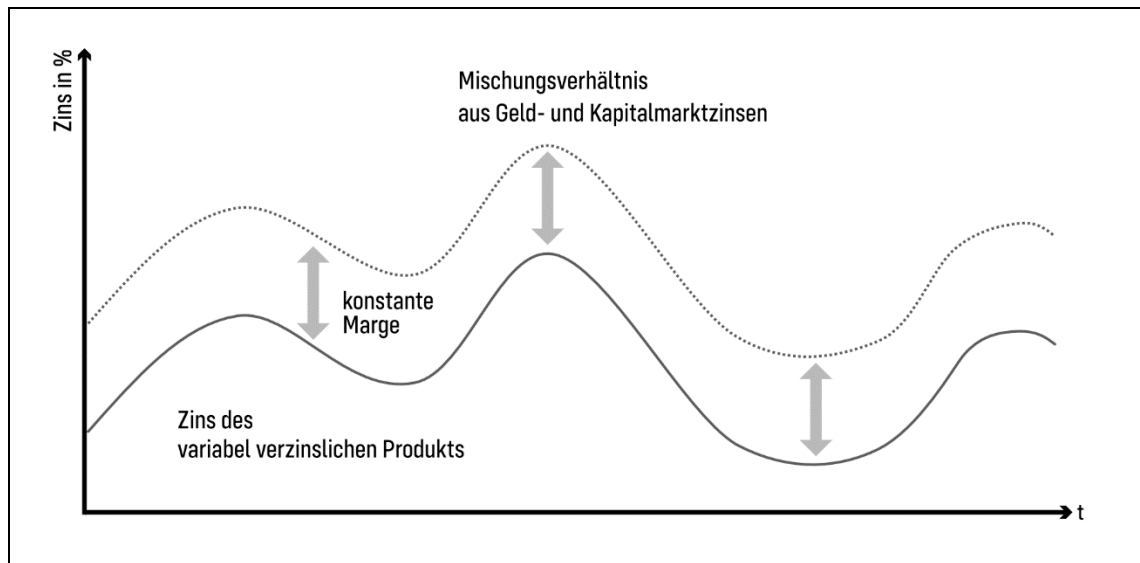 Zins in %
Mischungsverhältnis
aus Geld- und Kapitalmarktzinsen
konstante
Marge
Zins des
variabel verzinslichen Produkts
t